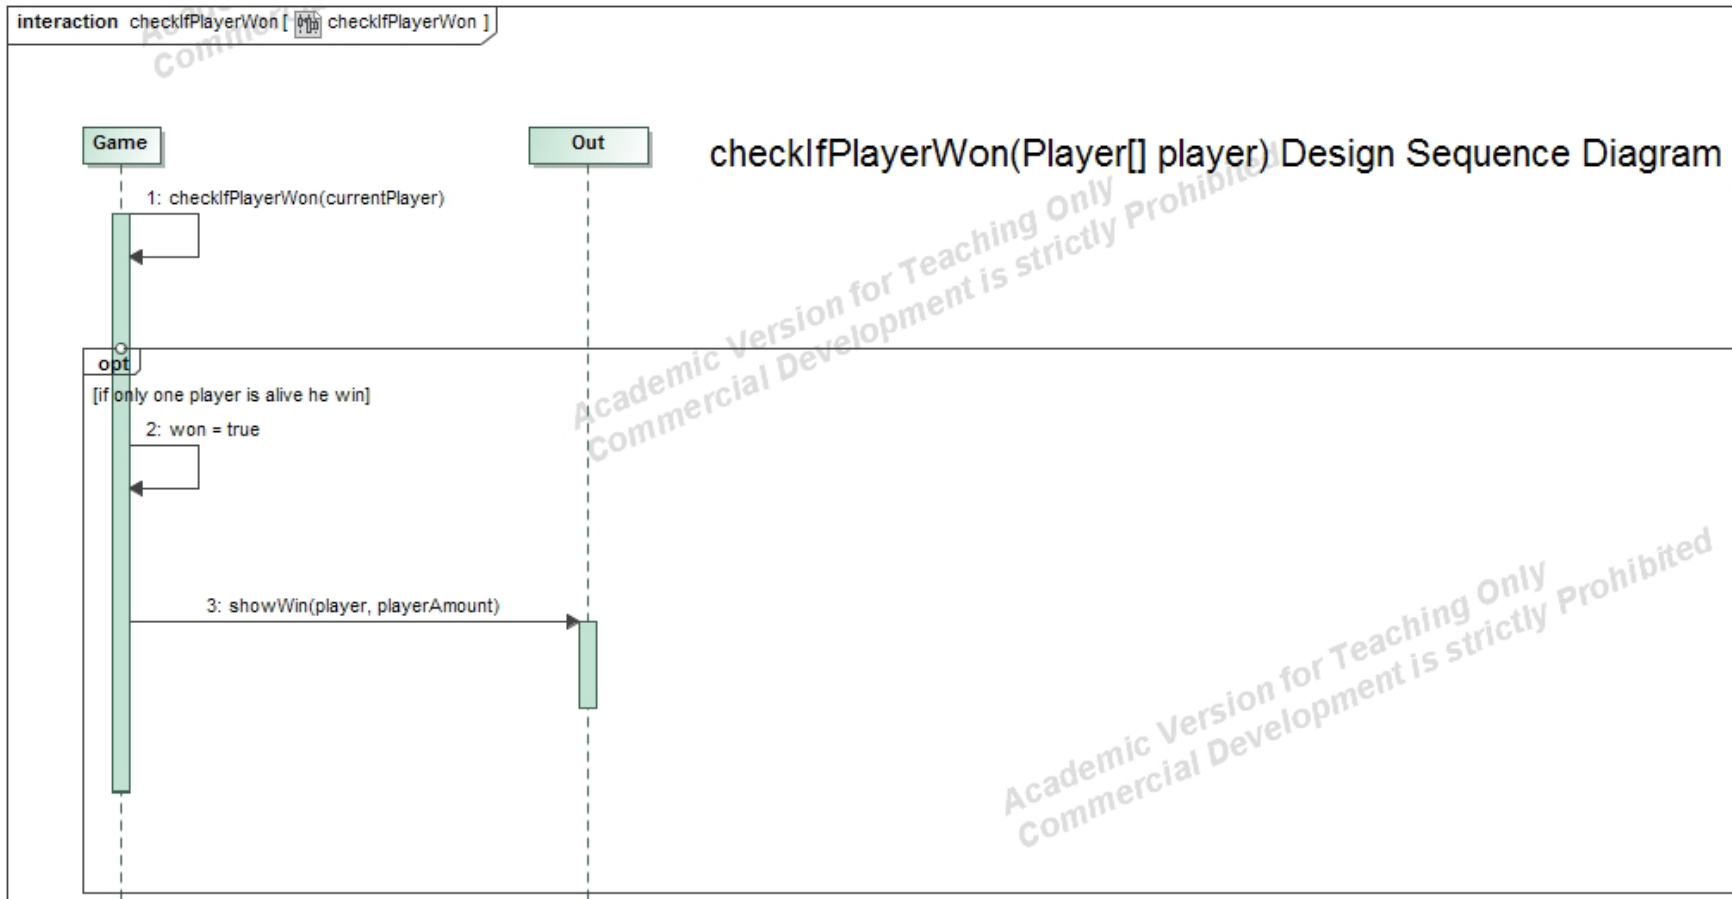 interaction checkIfPlayerWon [ checkIfPlayerWon ]
Game
Out
checkIfPlayerWon(Player[] player) Design Sequence Diagram
1: checkIfPlayerWon(currentPlayer)
opt
[if only one player is alive he win]
2: won = true
3: showWin(player, playerAmount)
Academic Version for Teaching Only
Commercial Development is strictly Prohibited
Academic Version for Teaching Only
Commercial Development is strictly Prohibited